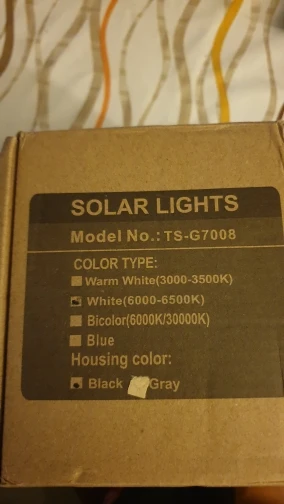 SOLAR LIGHTS
Model No.: TS-G7008
COLOR TYPE:
Warm White(3000-3500K)
White(6000-6500K)
Bicolor(6000K/30000K)
Blue
Housing color:
Black Gray